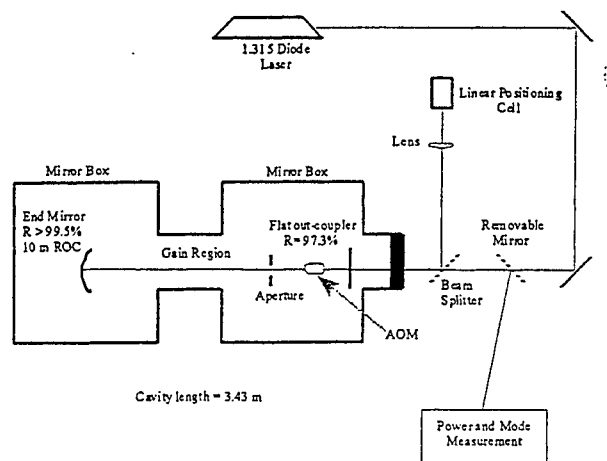 1.315 Diode
Laser
Linear Positioning
Cell
Lens
Mirror Box
Mirror Box
End Mirror
R >99.5%
10 m ROC
Gain Region
Flat out-coupler
R= 97.3%
Removable
Mirror
Aperture
AOM
Beam
Splitter
Cavity length = 3.43 m
Power and Mode
Measurement